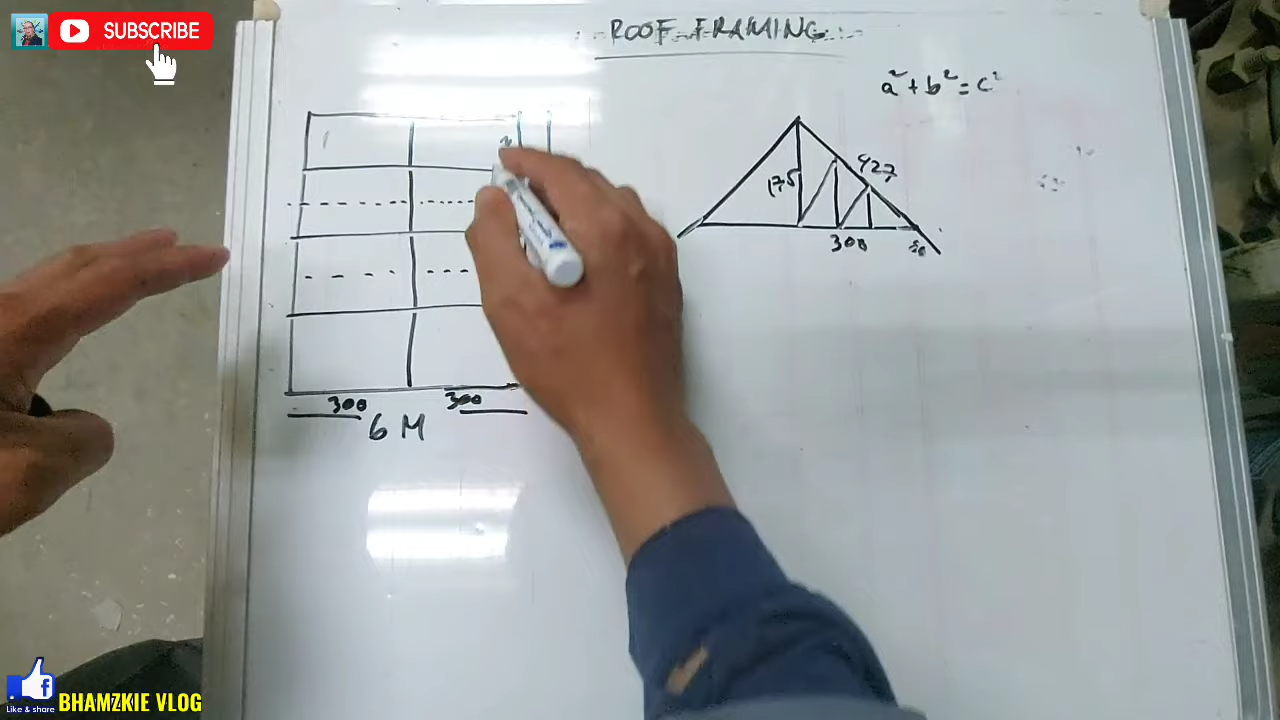 SUBSCRIBE
ROOF FRAMING
a² + b² = c²
427
175
300
50
300 300
6 M
Like & share
BHAMZKIE VLOG